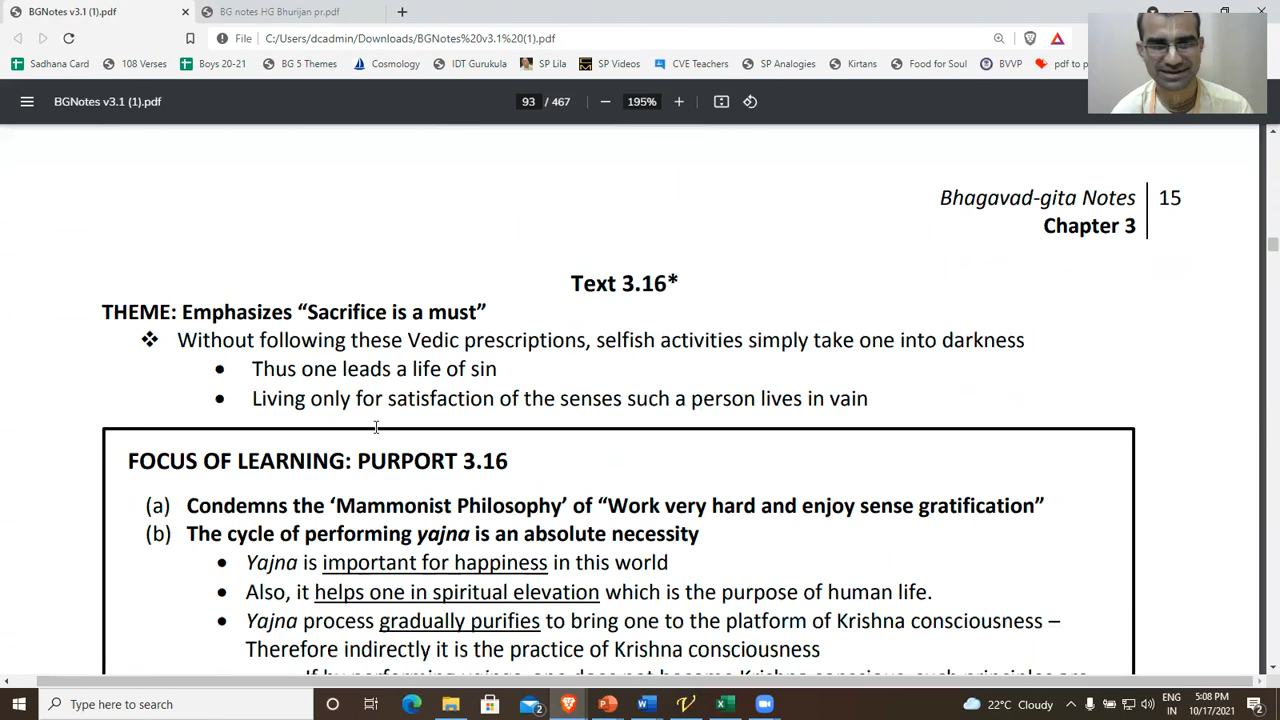 BGNotes v3.1 (1).pdf
BG notes HG Bhurijan pr.pdf
File
C:/Users/dcadmin/Downloads/BGNotes%20v3.1%20(1).pdf
Sadhana Card
108 Verses
Boys 20-21
BG 5 Themes
Cosmology
IDT Gurukula
SP Lila
SP Videos
CVE Teachers
SP Analogies
Kirtans
Food for Soul
BVVP
pdf to p
BGNotes v3.1 (1).pdf
93 / 467
195%
Bhagavad-gita Notes 15
Chapter 3
Text 3.16*
THEME: Emphasizes “Sacrifice is a must”
❖ Without following these Vedic prescriptions, selfish activities simply take one into darkness
• Thus one leads a life of sin
• Living only for satisfaction of the senses such a person lives in vain
FOCUS OF LEARNING: PURPORT 3.16
(a) Condemns the ‘Mammonist Philosophy’ of “Work very hard and enjoy sense gratification”
(b) The cycle of performing yajna is an absolute necessity
• Yajna is important for happiness in this world
• Also, it helps one in spiritual elevation which is the purpose of human life.
• Yajna process gradually purifies to bring one to the platform of Krishna consciousness –
Therefore indirectly it is the practice of Krishna consciousness
Type here to search
22°C Cloudy
ENG
IN
5:08 PM
10/17/2021